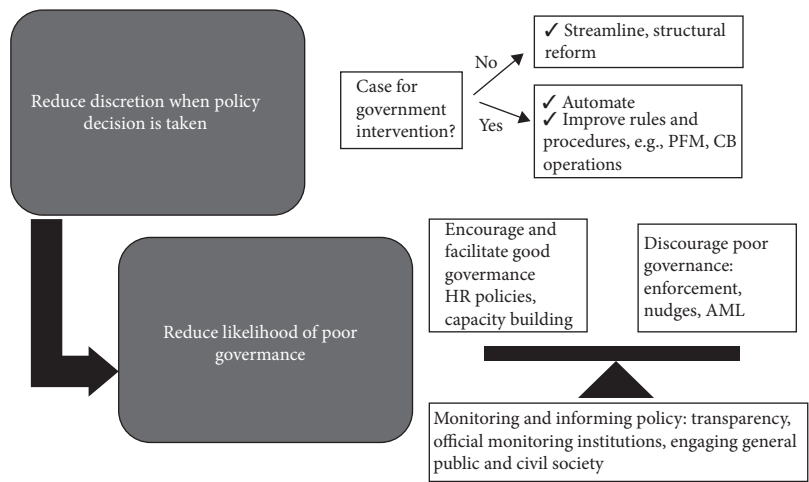 Reduce discretion when policy
decision is taken
Case for
government
intervention?
No
Yes
✓ Streamline, structural
reform
✓ Automate
✓ Improve rules and
procedures, e.g., PFM, CB
operations
Reduce likelihood of poor
governance
Encourage and
facilitate good
governance
HR policies,
capacity building
Discourage poor
governance:
enforcement,
nudges, AML
Monitoring and informing policy: transparency,
official monitoring institutions, engaging general
public and civil society